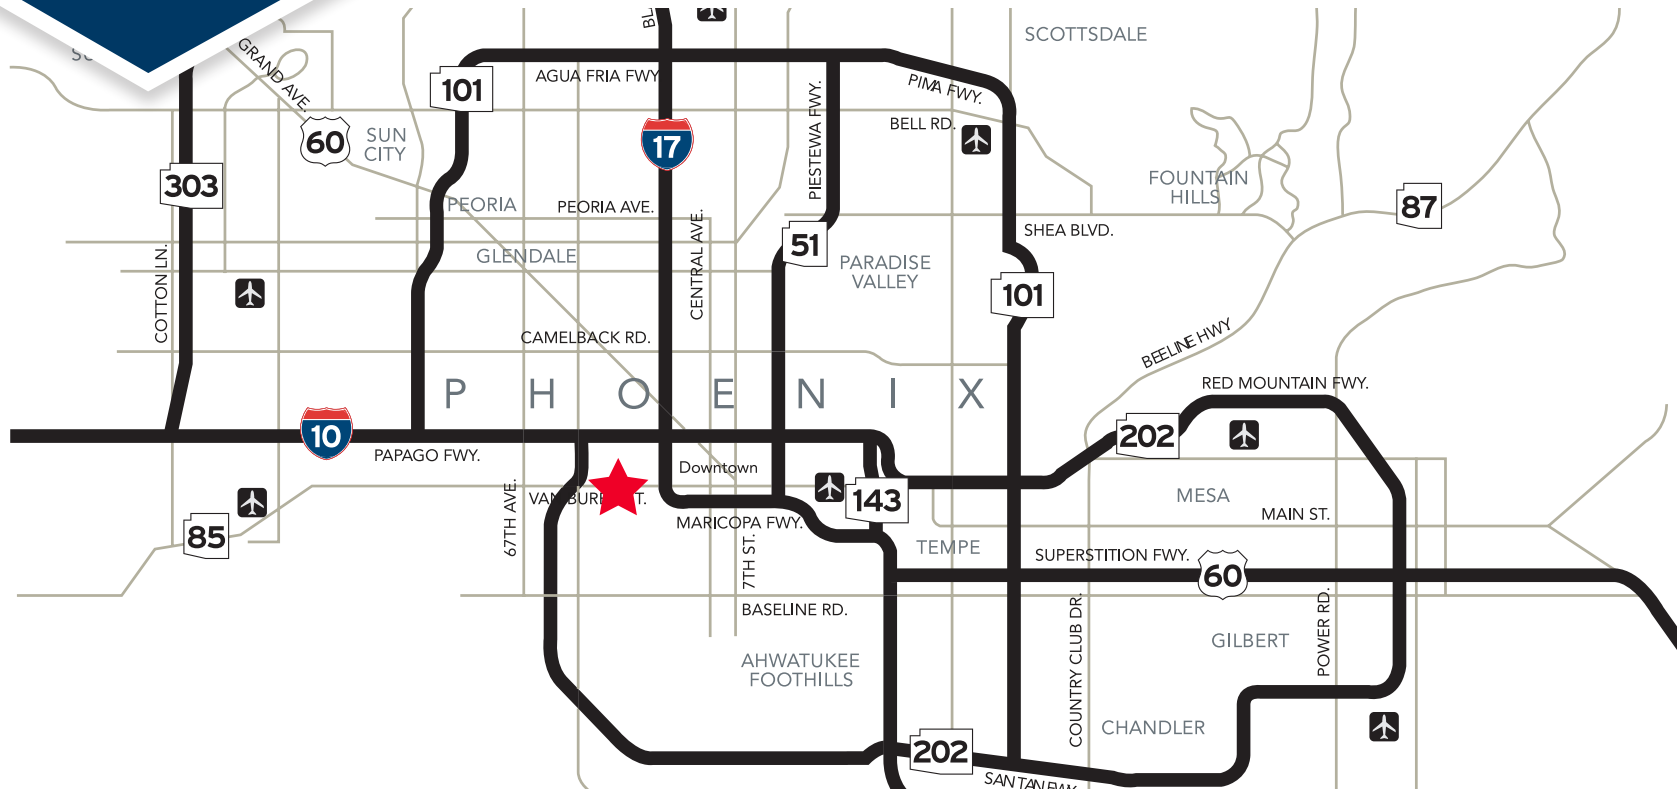 SCOTTSDALE
GRAND AVE.
AGUA FRIA FWY.
101
PIMA FWY.
PIESTEWA FWY.
BELL RD.
60
SUN
CITY
17
303
FOUNTAIN
HILLS
87
PEORIA
PEORIA AVE.
CENTRAL AVE.
SHEA BLVD.
51
COTTON LN.
GLENDALE
PARADISE
VALLEY
101
CAMELBACK RD.
BEELINE HWY
RED MOUNTAIN FWY.
PHOENIX
10
PAPAGO FWY.
202
Downtown
67TH AVE.
143
MESA
MAIN ST.
MARICOPA FWY.
85
7TH ST.
TEMPE
SUPERSTITION FWY.
60
BASELINE RD.
COUNTRY CLUB DR.
POWER RD.
GILBERT
AHWATUKEE
FOOTHILLS
CHANDLER
202